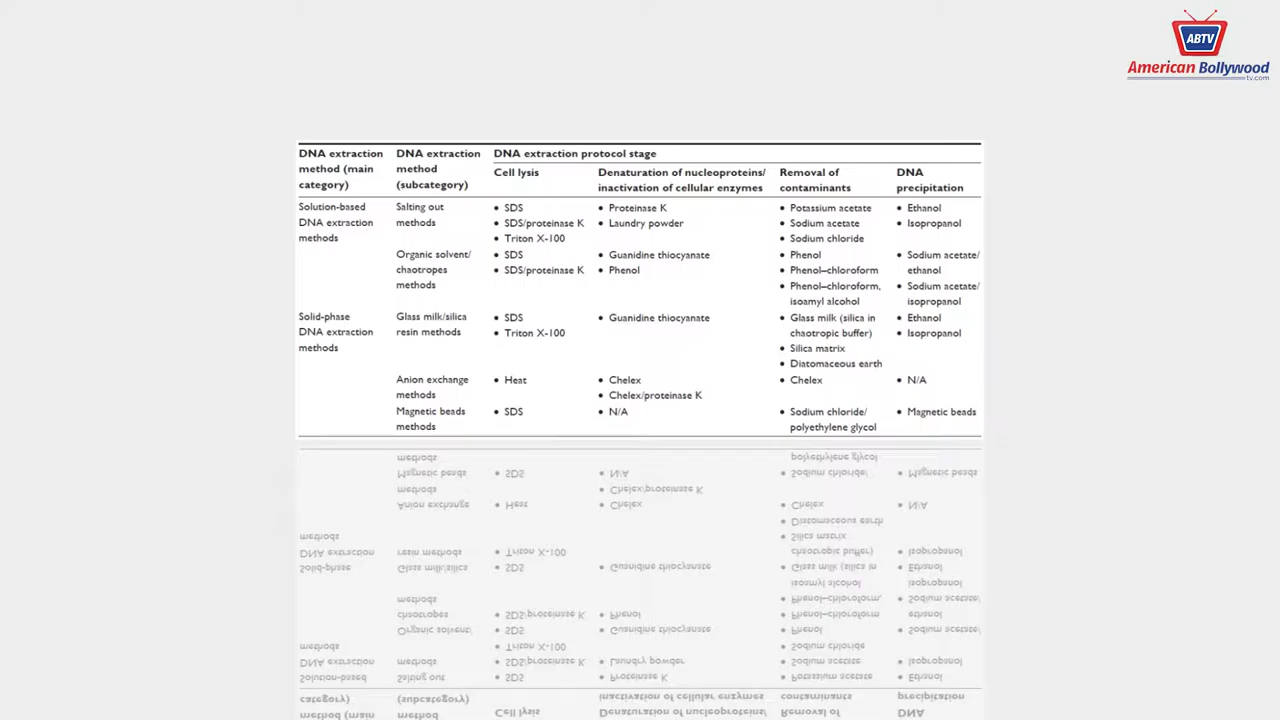 ABTV
American Bollywood
tv.com
DNA extraction method (main category) DNA extraction method (subcategory) DNA extraction protocol stage
Cell lysis Denaturation of nucleoproteins/ inactivation of cellular enzymes Removal of contaminants DNA precipitation
Solution-based Salting out • SDS • Proteinase K • Potassium acetate • Ethanol
DNA extraction methods • SDS/proteinase K • Laundry powder • Sodium acetate • Isopropanol
methods • Triton X-100 • Sodium chloride
Organic solvent/ • SDS • Guanidine thiocyanate • Phenol • Sodium acetate/
chaotropes • SDS/proteinase K • Phenol • Phenol–chloroform ethanol
methods • Phenol–chloroform, • Sodium acetate/
isoamyl alcohol isopropanol
Solid-phase Glass milk/silica • SDS • Guanidine thiocyanate • Glass milk (silica in • Ethanol
DNA extraction resin methods • Triton X-100 chaotropic buffer) • Isopropanol
methods • Silica matrix
• Diatomaceous earth
Anion exchange • Heat • Chelex • Chelex • N/A
methods • Chelex/proteinase K
Magnetic beads • SDS • N/A • Sodium chloride/ • Magnetic beads
methods polyethylene glycol